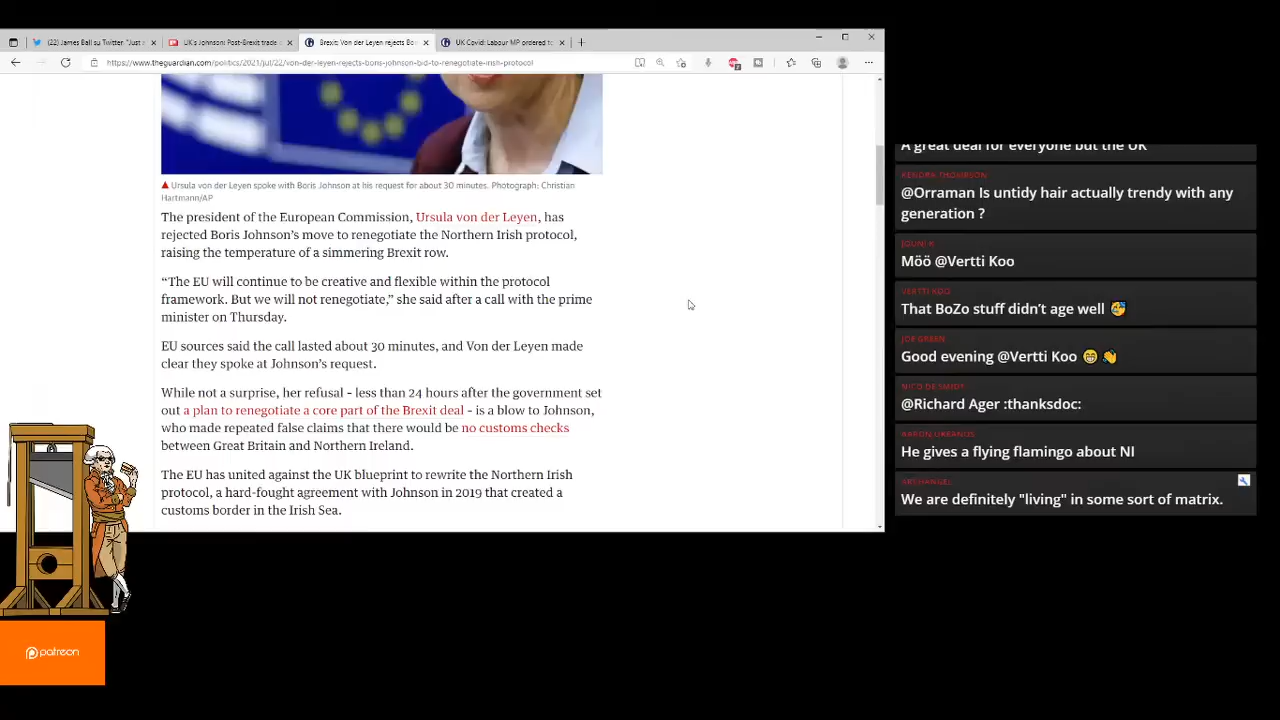 (22) James Ball su Twitter: "Just
UK's Johnson: Post-Brexit trade
Brexit: Von der Leyen rejects Bo
UK Covid: Labour MP ordered to
https://www.theguardian.com/politics/2021/jul/22/von-der-leyen-rejects-boris-johnson-bid-to-renegotiate-irish-protocol
Ursula von der Leyen spoke with Boris Johnson at his request for about 30 minutes. Photograph: Christian
Hartmann/AP
The president of the European Commission, Ursula von der Leyen, has
rejected Boris Johnson's move to renegotiate the Northern Irish protocol,
raising the temperature of a simmering Brexit row.
“The EU will continue to be creative and flexible within the protocol
framework. But we will not renegotiate,” she said after a call with the prime
minister on Thursday.
EU sources said the call lasted about 30 minutes, and Von der Leyen made
clear they spoke at Johnson's request.
While not a surprise, her refusal – less than 24 hours after the government set
out a plan to renegotiate a core part of the Brexit deal – is a blow to Johnson,
who made repeated false claims that there would be no customs checks
between Great Britain and Northern Ireland.
The EU has united against the UK blueprint to rewrite the Northern Irish
protocol, a hard-fought agreement with Johnson in 2019 that created a
customs border in the Irish Sea.
A great deal for everyone but the UK
KENDRA THOMPSON
@Orraman Is untidy hair actually trendy with any
generation ?
JOUNI K
Möö @Vertti Koo
VERTTI KOO
That BoZo stuff didn’t age well
JOE GREEN
Good evening @Vertti Koo
NICO DE SMIDT
@Richard Ager :thanksdoc:
AARON URBANUS
He gives a flying flamingo about NI
ARCHANGEL
We are definitely "living" in some sort of matrix.
patreon